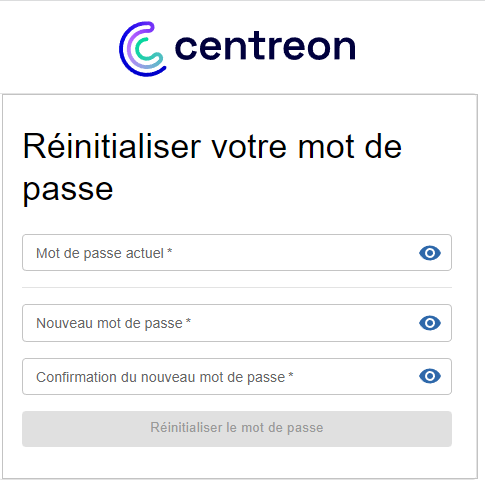 centreon
Réinitialiser votre mot de
passe
Mot de passe actuel *
Nouveau mot de passe *
Confirmation du nouveau mot de passe *
Réinitialiser le mot de passe